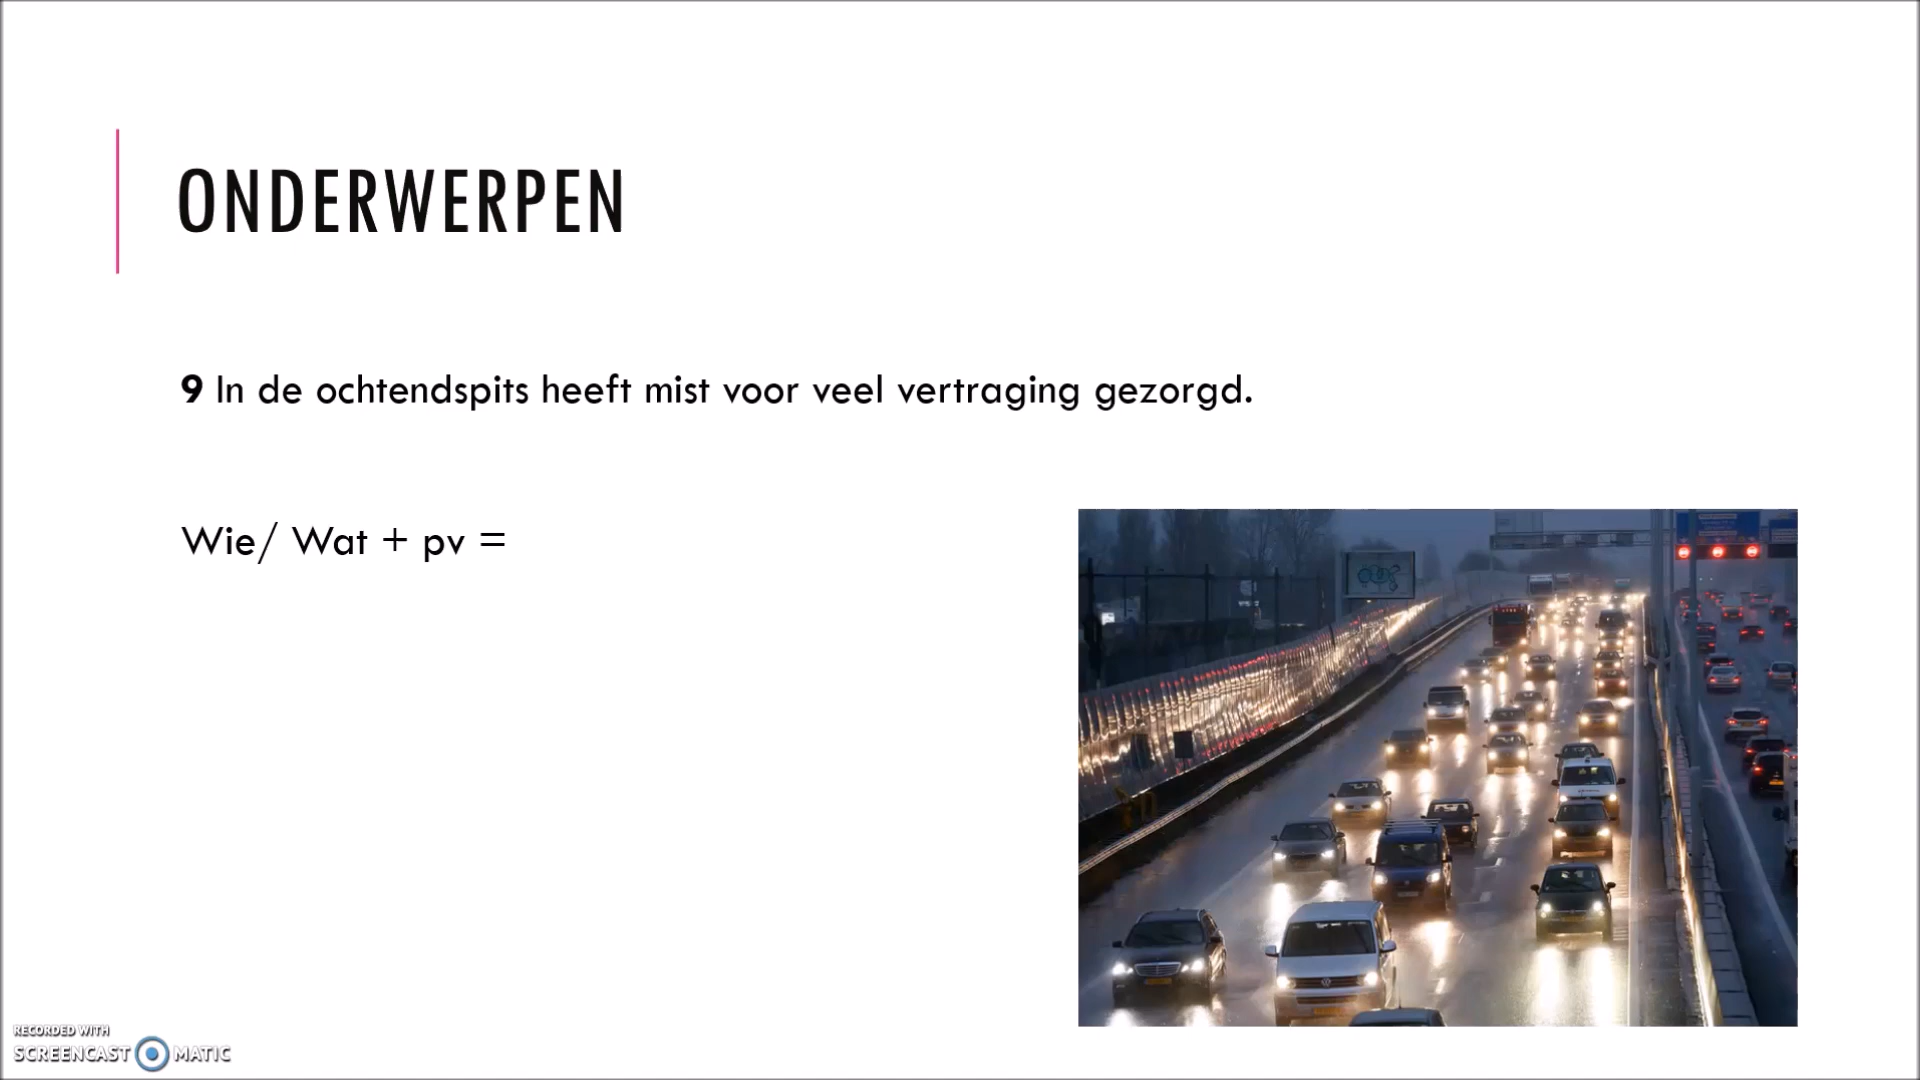 ONDERWERPEN
9 In de ochtendspits heeft mist voor veel vertraging gezorgd.
Wie/ Wat + pv =
RECORDED WITH
SCREENCAST MATIC